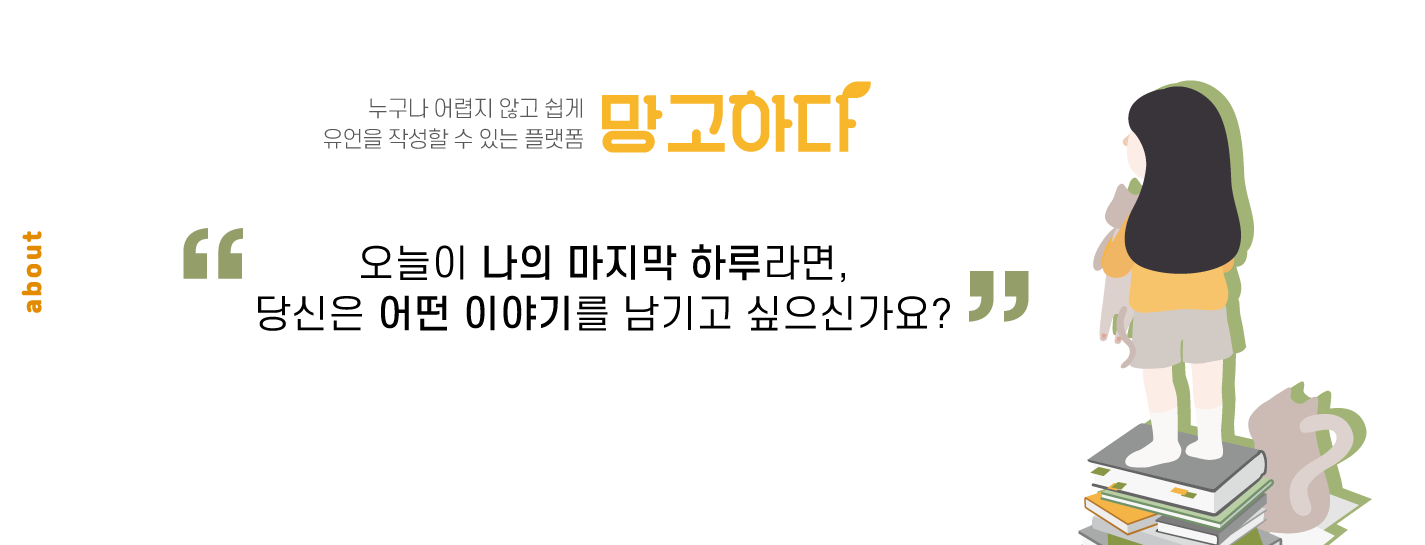 누구나 어렵지 않고 쉽게
유언을 작성할 수 있는 플랫폼
망고하다
about
“오늘이 나의 마지막 하루라면,
당신은 어떤 이야기를 남기고 싶으신가요?”